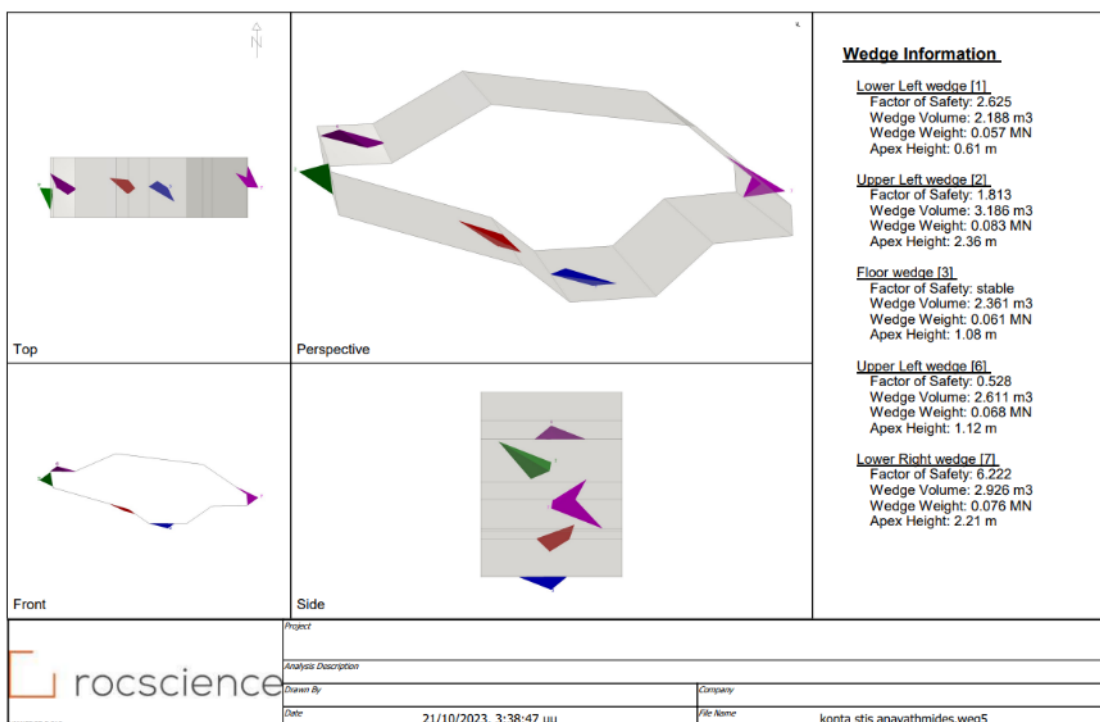 N
Top
Perspective
Front
Side
Wedge Information
Lower Left wedge [1]
Factor of Safety: 2.625
Wedge Volume: 2.188 m3
Wedge Weight: 0.057 MN
Apex Height: 0.61 m
Upper Left wedge [2]
Factor of Safety: 1.813
Wedge Volume: 3.186 m3
Wedge Weight: 0.083 MN
Apex Height: 2.36 m
Floor wedge [3]
Factor of Safety: stable
Wedge Volume: 2.361 m3
Wedge Weight: 0.061 MN
Apex Height: 1.08 m
Upper Left wedge [6]
Factor of Safety: 0.528
Wedge Volume: 2.611 m3
Wedge Weight: 0.068 MN
Apex Height: 1.12 m
Lower Right wedge [7]
Factor of Safety: 6.222
Wedge Volume: 2.926 m3
Wedge Weight: 0.076 MN
Apex Height: 2.21 m
rocscience
Project
Analysis Description
Drawn By
Company
Date
21/10/2023, 3:38:47 μμ
File Name
konta stis anavathmides.weg5